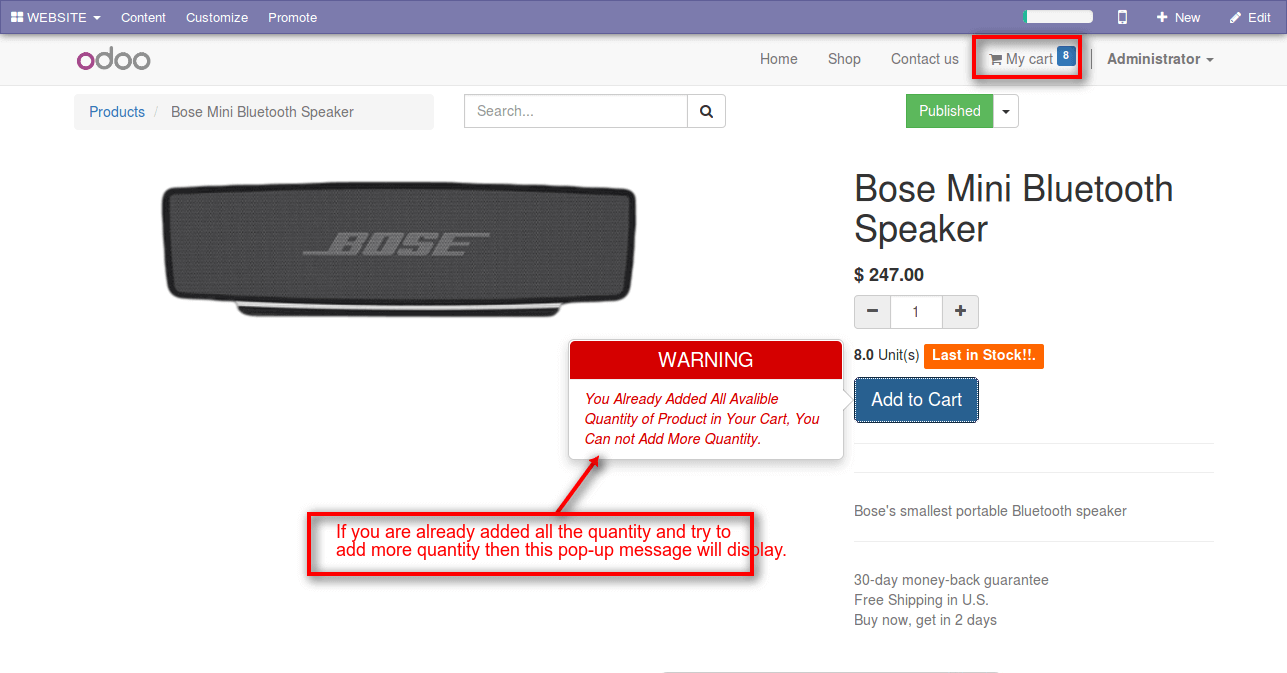 WEBSITE Content Customize Promote New Edit
odoo Home Shop Contact us My cart 8 Administrator
Products / Bose Mini Bluetooth Speaker Search... Published
BOSE
Bose Mini Bluetooth
Speaker
$ 247.00
1
8.0 Unit(s) Last in Stock!!.
Add to Cart
WARNING
You Already Added All Avalible
Quantity of Product in Your Cart, You
Can not Add More Quantity.
If you are already added all the quantity and try to
add more quantity then this pop-up message will display.
Bose's smallest portable Bluetooth speaker
30-day money-back guarantee
Free Shipping in U.S.
Buy now, get in 2 days